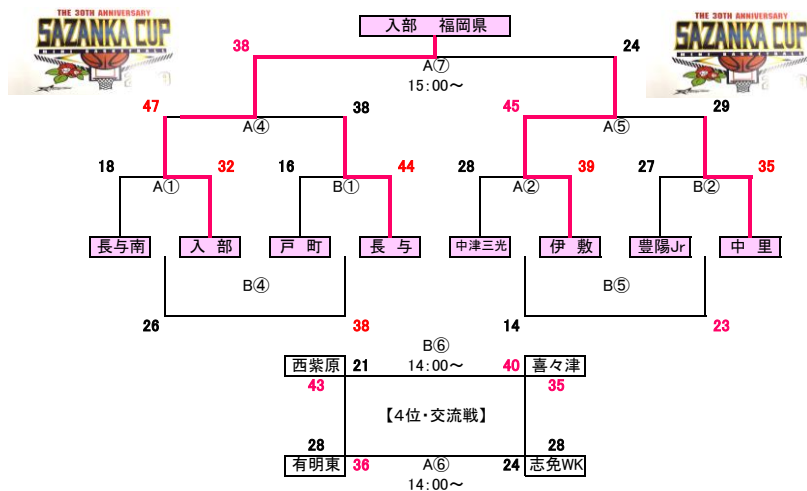 THE 30TH ANNIVERSARY
SAZANKA CUP
MINI BASKETBALL
THE 30TH ANNIVERSARY
SAZANKA CUP
MINI BASKETBALL
入部 福岡県
38 24
A⑦
15:00～
47 38 45 29
A④ A⑤
18 32 16 44 28 39 27 35
A① B① A② B②
長与南 入部 戸町 長与 中津三光 伊敷 豊陽Jr 中里
B④ B⑤
26 38 14 23
B⑥
西紫原 21 14:00～ 40 喜々津
43 35
【4位・交流戦】
28 28
有明東 36 A⑥ 24 志免WK
14:00～